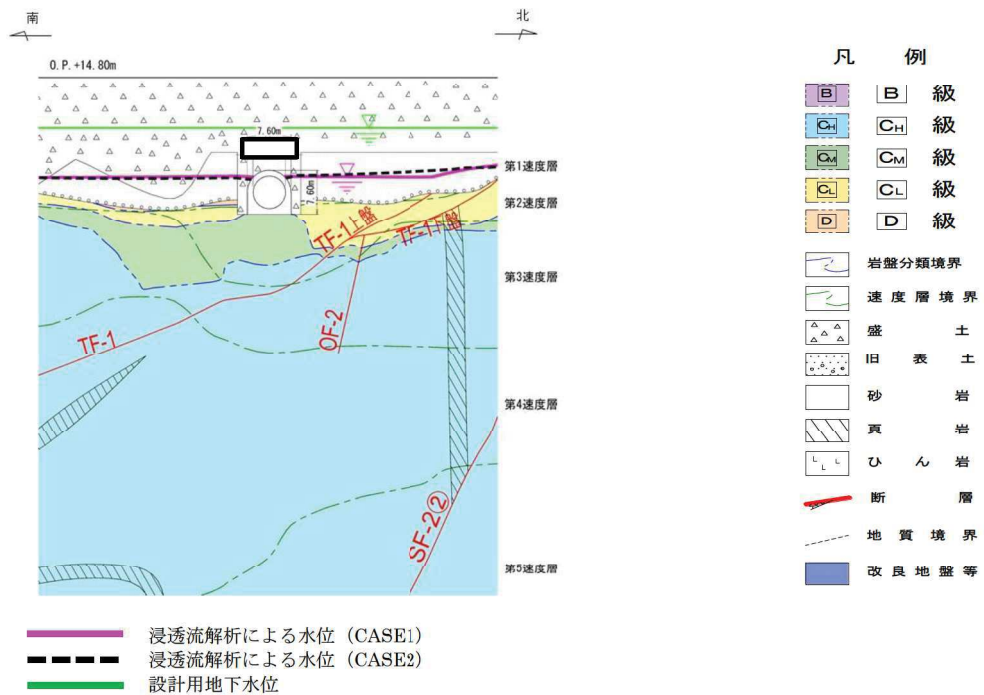 南
北
O.P.+14.80m
7.60m
7.60m
第1速度層
第2速度層
第3速度層
第4速度層
第5速度層
TF-1上盤
TF-1下盤
TF-1
OF-2
SF-2②
凡 例
B B 級
CH CH 級
CM CM 級
CL CL 級
D D 級
岩盤分類境界
速度層境界
盛 土
旧 表 土
砂 岩
頁 岩
ひ ん 岩
断 層
地 質 境 界
改 良 地 盤 等
浸透流解析による水位（CASE1）
浸透流解析による水位（CASE2）
設計用地下水位